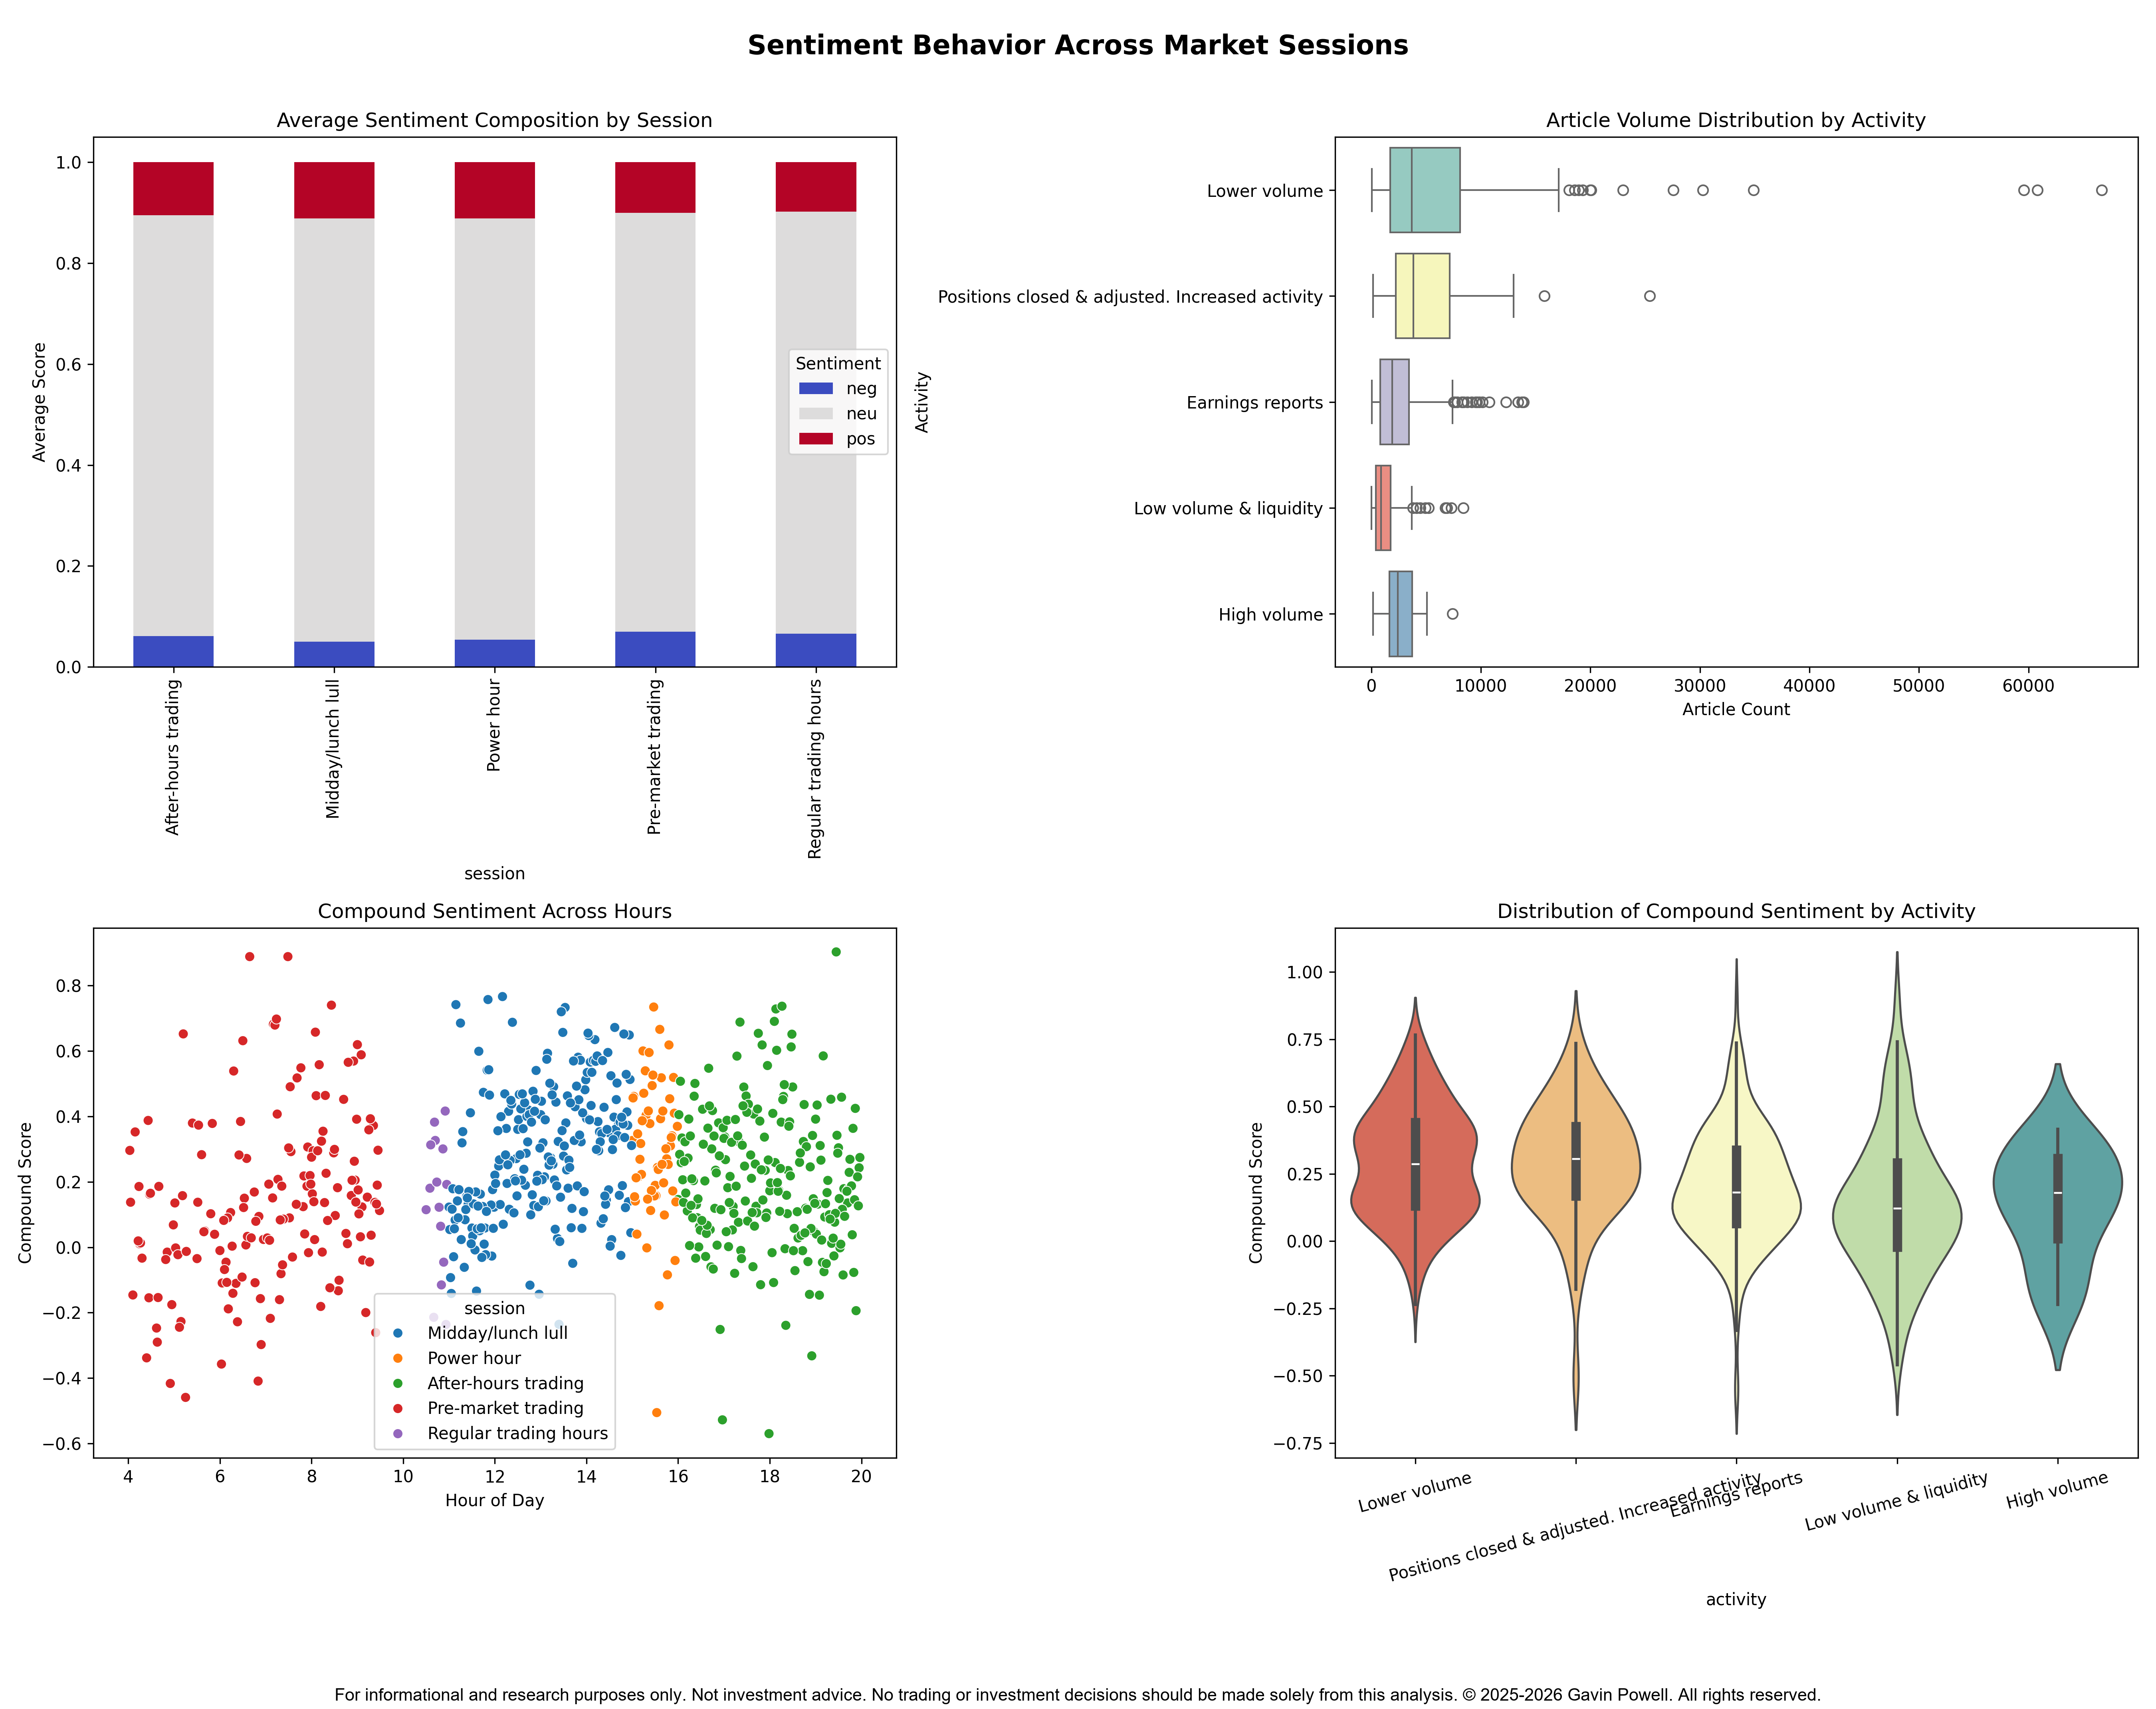 Sentiment Behavior Across Market Sessions
Average Sentiment Composition by Session
Average Score
1.0
0.8
0.6
0.4
0.2
0.0
Sentiment
neg
neu
pos
After-hours trading
Midday/lunch lull
Power hour
Pre-market trading
Regular trading hours
session
Article Volume Distribution by Activity
Activity
Lower volume
Positions closed & adjusted. Increased activity
Earnings reports
Low volume & liquidity
High volume
0 10000 20000 30000 40000 50000 60000
Article Count
Compound Sentiment Across Hours
Compound Score
0.8
0.6
0.4
0.2
0.0
−0.2
−0.4
−0.6
session
Midday/lunch lull
Power hour
After-hours trading
Pre-market trading
Regular trading hours
4 6 8 10 12 14 16 18 20
Hour of Day
Distribution of Compound Sentiment by Activity
Compound Score
1.00
0.75
0.50
0.25
0.00
−0.25
−0.50
−0.75
Lower volume
Positions closed & adjusted. Increased activity
Earnings reports
Low volume & liquidity
High volume
activity
For informational and research purposes only. Not investment advice. No trading or investment decisions should be made solely from this analysis. © 2025-2026 Gavin Powell. All rights reserved.